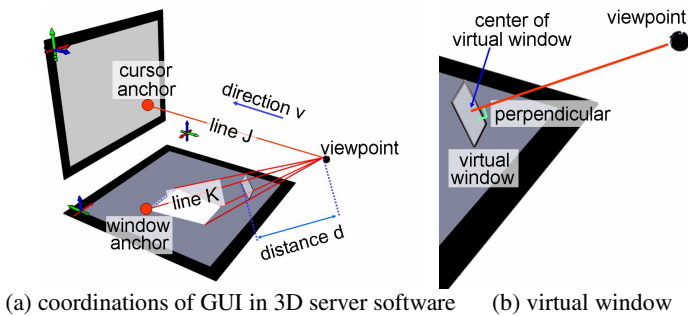 cursor
anchor
direction v
line J
viewpoint
line K
window
anchor
distance d
(a) coordinations of GUI in 3D server software
center of
virtual window
viewpoint
perpendicular
virtual
window
(b) virtual window